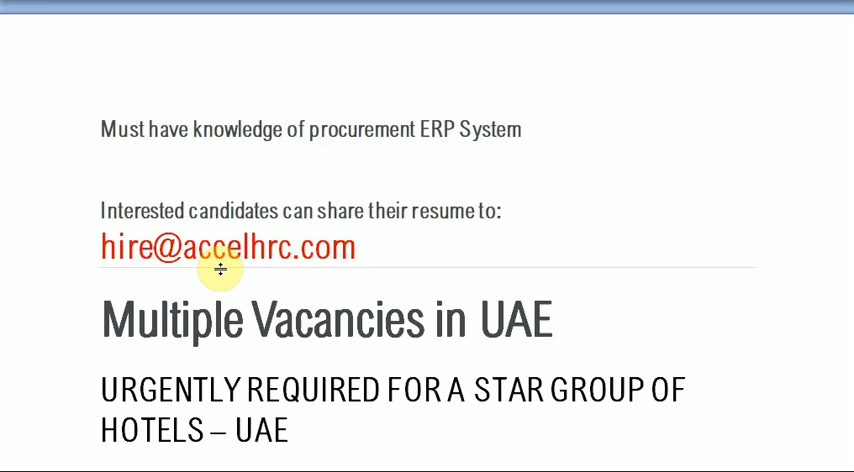 Must have knowledge of procurement ERP System
Interested candidates can share their resume to:
hire@accelhrc.com
Multiple Vacancies in UAE
URGENTLY REQUIRED FOR A STAR GROUP OF
HOTELS – UAE